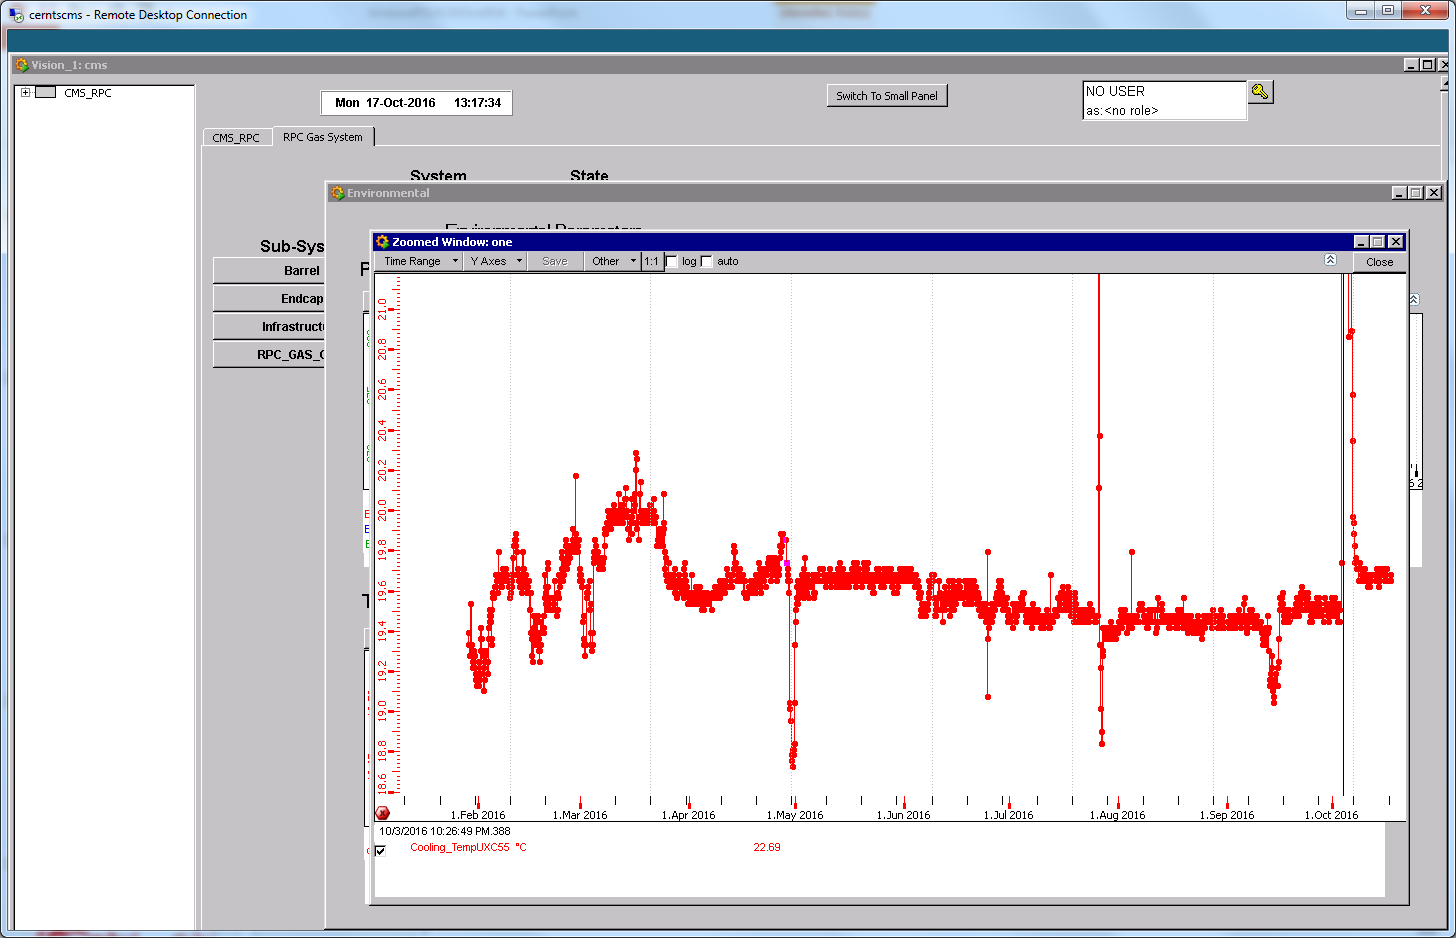 cerntscms - Remote Desktop Connection
Vision_1: cms
CMS_RPC
Mon 17-Oct-2016 13:17:34
Switch To Small Panel
NO USER
as:<no role>
CMS_RPC RPC Gas System
System State
Environmental
Sub-Sys
Barrel
Endcap
Infrastruct
RPC_GAS_
Zoomed Window: one
Time Range Y Axes Save Other 1:1 log auto Close
21.0
20.8
20.6
20.4
20.2
20.0
19.8
19.6
19.4
19.2
19.0
18.8
18.6
1.Feb 2016 1.Mar 2016 1.Apr 2016 1.May 2016 1.Jun 2016 1.Jul 2016 1.Aug 2016 1.Sep 2016 1.Oct 2016
10/3/2016 10:26:49 PM.388
Cooling_TempUXC55 °C 22.69